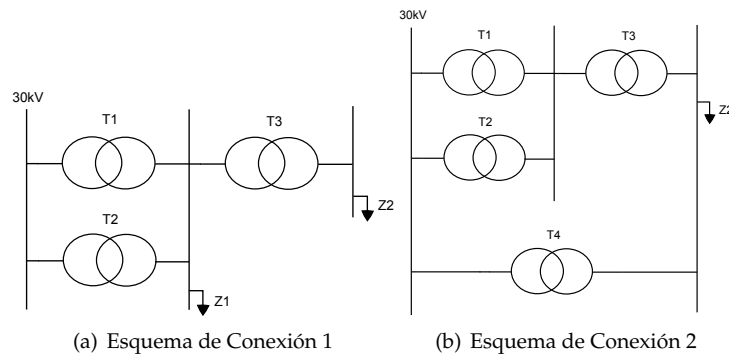 30kV
T1
T2
T3
Z1
Z2
(a) Esquema de Conexión 1
30kV
T1
T2
T3
T4
Z2
(b) Esquema de Conexión 2